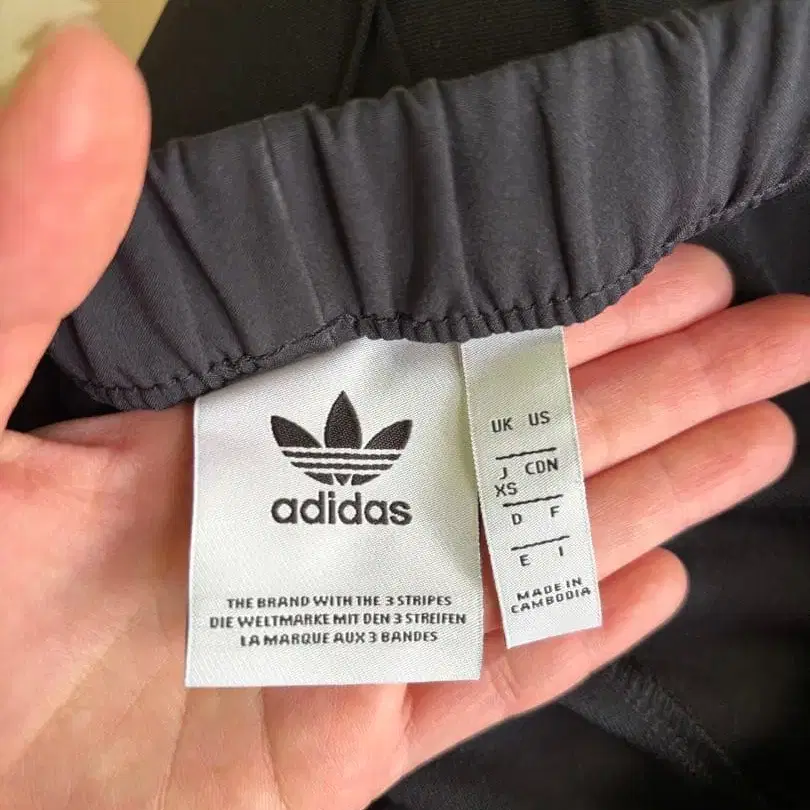 adidas
THE BRAND WITH THE 3 STRIPES
DIE WELTMARKE MIT DEN 3 STREIFEN
LA MARQUE AUX 3 BANDES
UK US
J CDN
XS
D F
E I
MADE IN
CAMBODIA